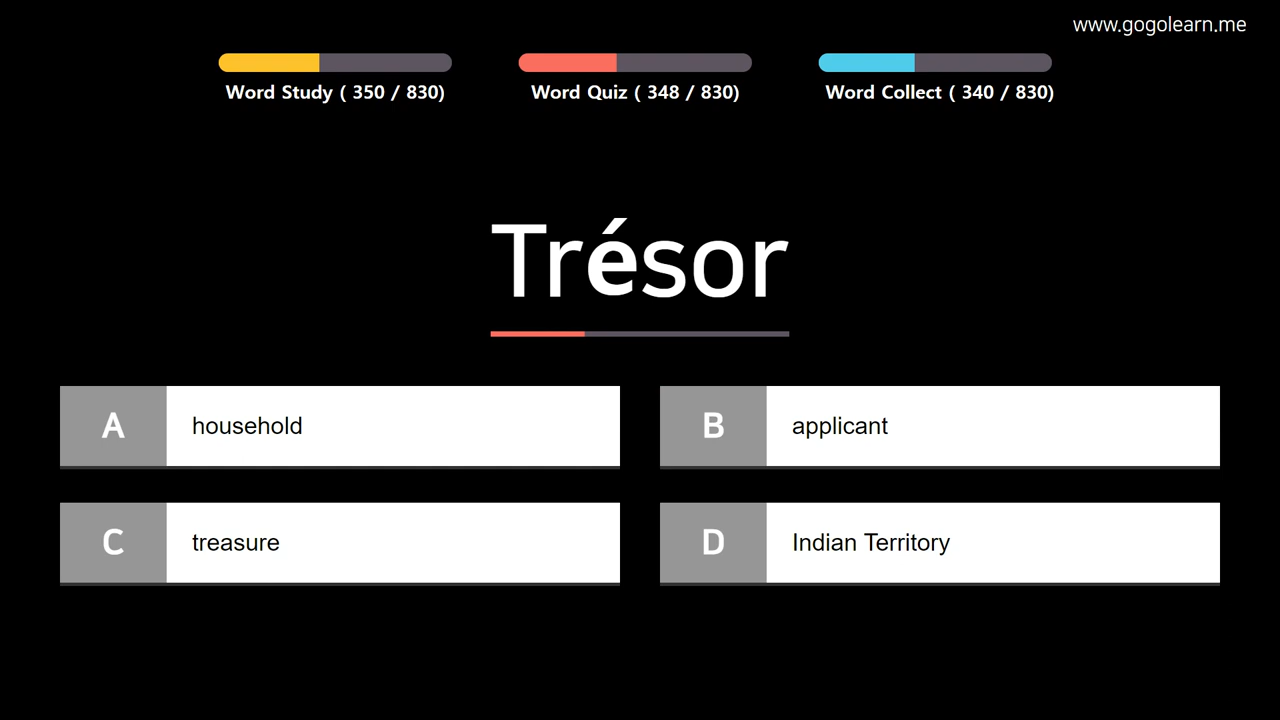 www.gogolearn.me
Word Study ( 350 / 830)
Word Quiz ( 348 / 830)
Word Collect ( 340 / 830)
Trésor
A household
B applicant
C treasure
D Indian Territory